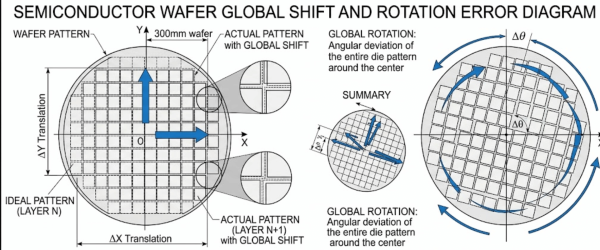 SEMICONDUCTOR WAFER GLOBAL SHIFT AND ROTATION ERROR DIAGRAM
WAFER PATTERN
Y
300mm wafer
ACTUAL PATTERN
with GLOBAL SHIFT
ΔY Translation
0
X
IDEAL PATTERN
(LAYER N)
ΔX Translation
ACTUAL PATTERN
(LAYER N+1)
with GLOBAL SHIFT
GLOBAL ROTATION:
Angular deviation of
the entire die pattern
around the center
SUMMARY
GLOBAL ROTATION:
Angular deviation of
the entire die pattern
around the center
Δθ
Δθ
X